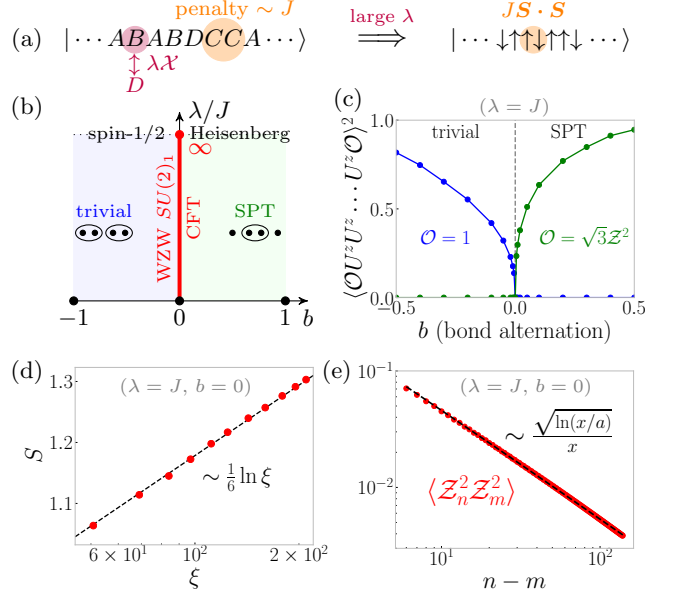 penalty ∼ J
(a) | ··· ABABDCCA ··· ⟩
λ𝒳
D
large λ
⟹
J𝑺 · 𝑺
| ··· ↓↑↑↓↑↑↓ ··· ⟩
(b)
λ/J
spin-1/2 Heisenberg
∞
trivial
WZW SU(2)₁
CFT
SPT
−1 0 1 b
(c)
(λ = J)
trivial SPT
⟨𝒪U^z U^z ··· U^z 𝒪⟩²
1.0
0.5
0.0
𝒪 = 1
𝒪 = √3𝒵²
−0.5 0.0 0.5
b (bond alternation)
(d)
(λ = J, b = 0)
S
1.3
1.2
1.1
∼ 1/6 ln ξ
6 × 10¹ 10² 2 × 10²
ξ
(e)
(λ = J, b = 0)
10⁻¹
10⁻²
∼ √ln(x/a) / x
⟨𝒵²ₙ𝒵²ₘ⟩
10¹ 10²
n − m